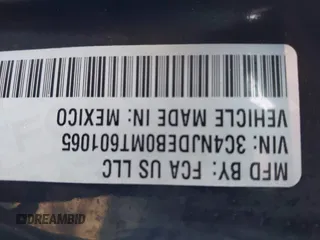 MFD BY: FCA US LLC
VIN: 3C4NJDEB0MT601065
VEHICLE MADE IN: MEXICO
DREAMBID